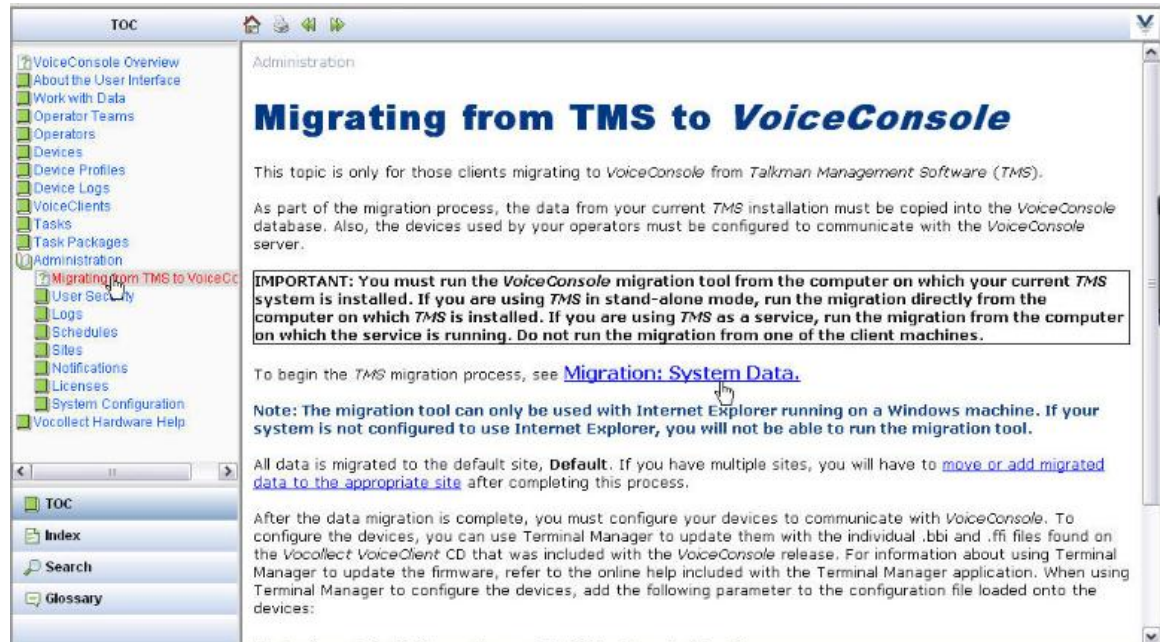 TOC
VoiceConsole Overview
About the User Interface
Work with Data
Operator Teams
Operators
Devices
Device Profiles
Device Logs
VoiceClients
Tasks
Task Packages
Administration
Migrating from TMS to VoiceCo
User Security
Logs
Schedules
Sites
Notifications
Licenses
System Configuration
Vocollect Hardware Help
TOC
Index
Search
Glossary
Administration
Migrating from TMS to VoiceConsole
This topic is only for those clients migrating to VoiceConsole from Talkman Management Software (TMS).
As part of the migration process, the data from your current TMS installation must be copied into the VoiceConsole
database. Also, the devices used by your operators must be configured to communicate with the VoiceConsole
server.
IMPORTANT: You must run the VoiceConsole migration tool from the computer on which your current TMS
system is installed. If you are using TMS in stand-alone mode, run the migration directly from the
computer on which TMS is installed. If you are using TMS as a service, run the migration from the computer
on which the service is running. Do not run the migration from one of the client machines.
To begin the TMS migration process, see Migration: System Data.
Note: The migration tool can only be used with Internet Explorer running on a Windows machine. If your
system is not configured to use Internet Explorer, you will not be able to run the migration tool.
All data is migrated to the default site, Default. If you have multiple sites, you will have to move or add migrated
data to the appropriate site after completing this process.
After the data migration is complete, you must configure your devices to communicate with VoiceConsole. To
configure the devices, you can use Terminal Manager to update them with the individual .bbi and .ffi files found on
the Vocollect VoiceClient CD that was included with the VoiceConsole release. For information about using Terminal
Manager to update the firmware, refer to the online help included with the Terminal Manager application. When using
Terminal Manager to configure the devices, add the following parameter to the configuration file loaded onto the
devices: